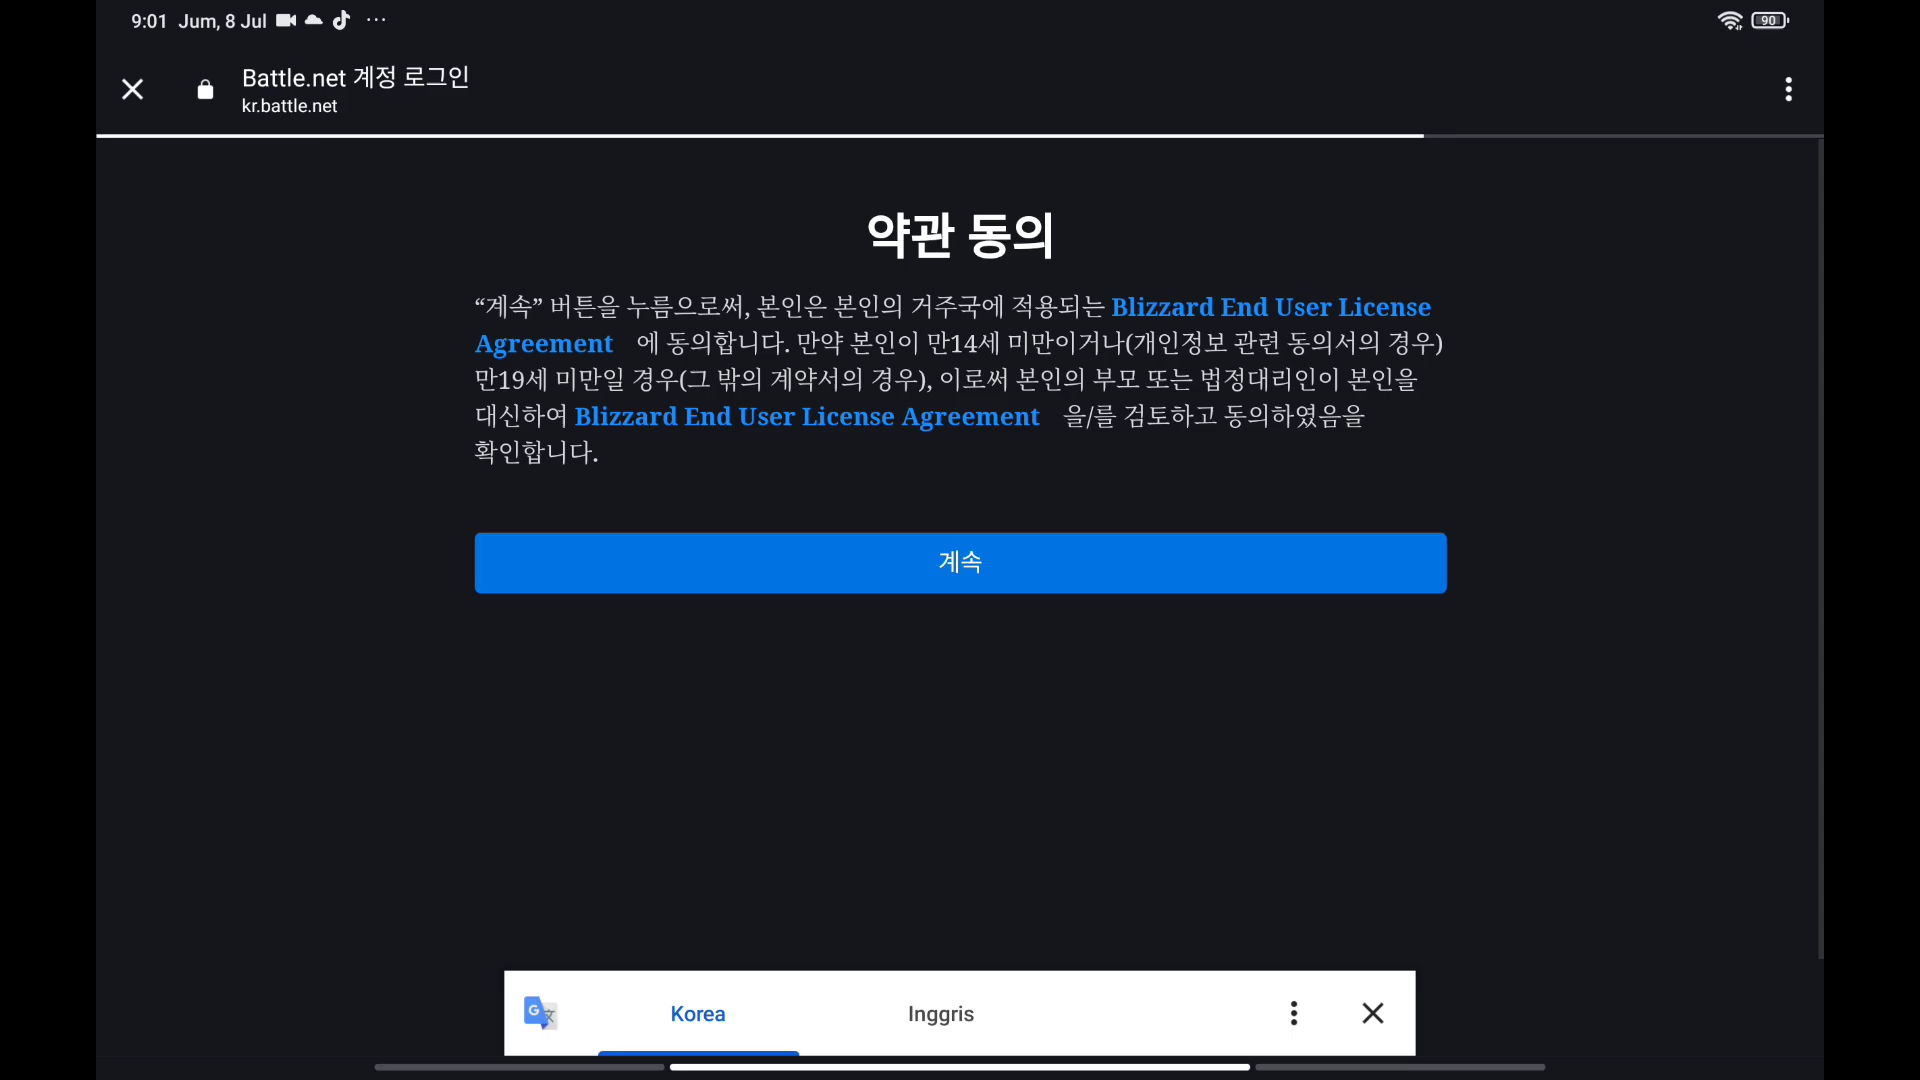 9:01 Jum, 8 Jul ...
90
Battle.net 계정 로그인
kr.battle.net
약관 동의
“계속” 버튼을 누름으로써, 본인은 본인의 거주국에 적용되는 Blizzard End User License
Agreement 에 동의합니다. 만약 본인이 만14세 미만이거나(개인정보 관련 동의서의 경우)
만19세 미만일 경우(그 밖의 계약서의 경우), 이로써 본인의 부모 또는 법정대리인이 본인을
대신하여 Blizzard End User License Agreement 을/를 검토하고 동의하였음을
확인합니다.
계속
Korea Inggris